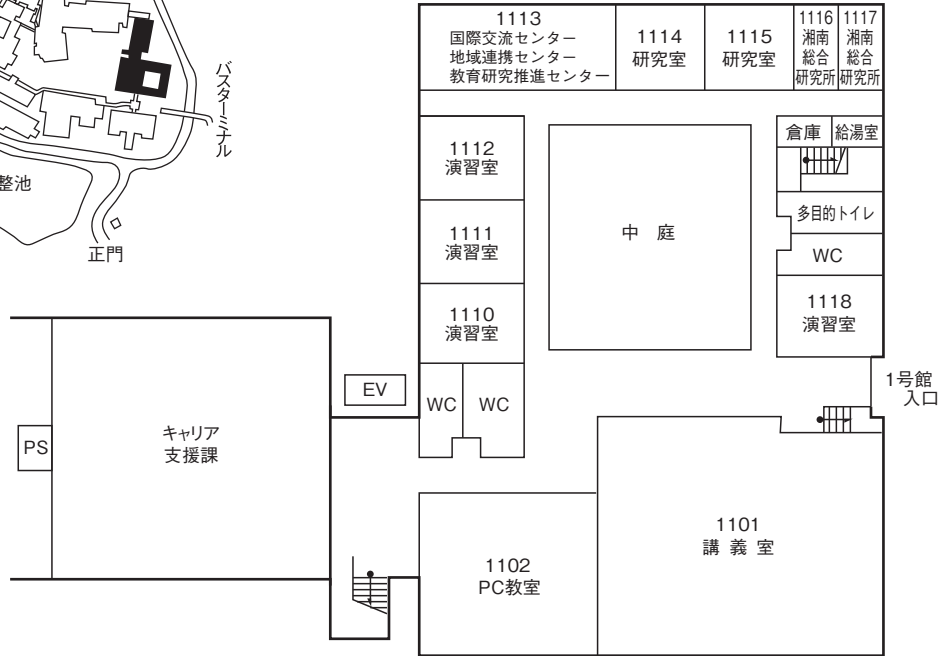 バスターミナル
整池
正門
1113
国際交流センター
地域連携センター
教育研究推進センター
1114
研究室
1115
研究室
1116
湘南
総合
研究所
1117
湘南
総合
研究所
1112
演習室
1111
演習室
1110
演習室
中 庭
倉庫
給湯室
多目的トイレ
WC
1118
演習室
1号館
入口
EV
WC
WC
PS
キャリア
支援課
1102
PC教室
1101
講 義 室